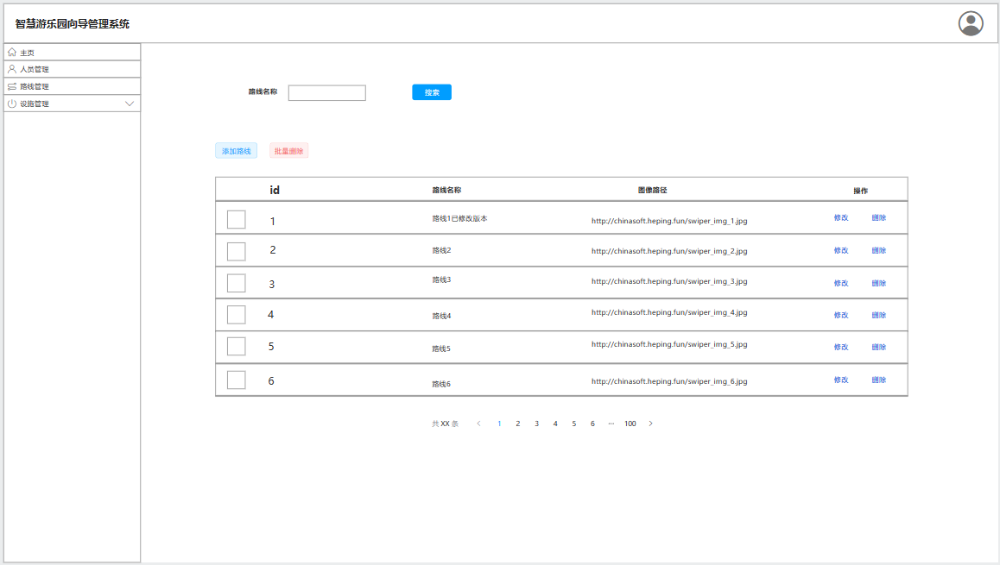 智慧游乐园向导管理系统
主页
人员管理
路线管理
设施管理
路线名称 搜索
添加路线 批量删除
id 路线名称 图像路径 操作
1 路线1已修改版本 http://chinasoft.heping.fun/swiper_img_1.jpg 修改 删除
2 路线2 http://chinasoft.heping.fun/swiper_img_2.jpg 修改 删除
3 路线3 http://chinasoft.heping.fun/swiper_img_3.jpg 修改 删除
4 路线4 http://chinasoft.heping.fun/swiper_img_4.jpg 修改 删除
5 路线5 http://chinasoft.heping.fun/swiper_img_5.jpg 修改 删除
6 路线6 http://chinasoft.heping.fun/swiper_img_6.jpg 修改 删除
共 XX 条 < 1 2 3 4 5 6 ··· 100 >